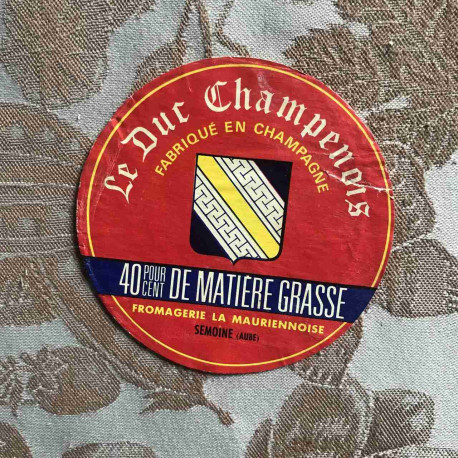 Le Duc Champenois
FABRIQUÉ EN CHAMPAGNE
40 POUR CENT DE MATIÈRE GRASSE
FROMAGERIE LA MAURIENNOISE
SEMOINE (AUBE)